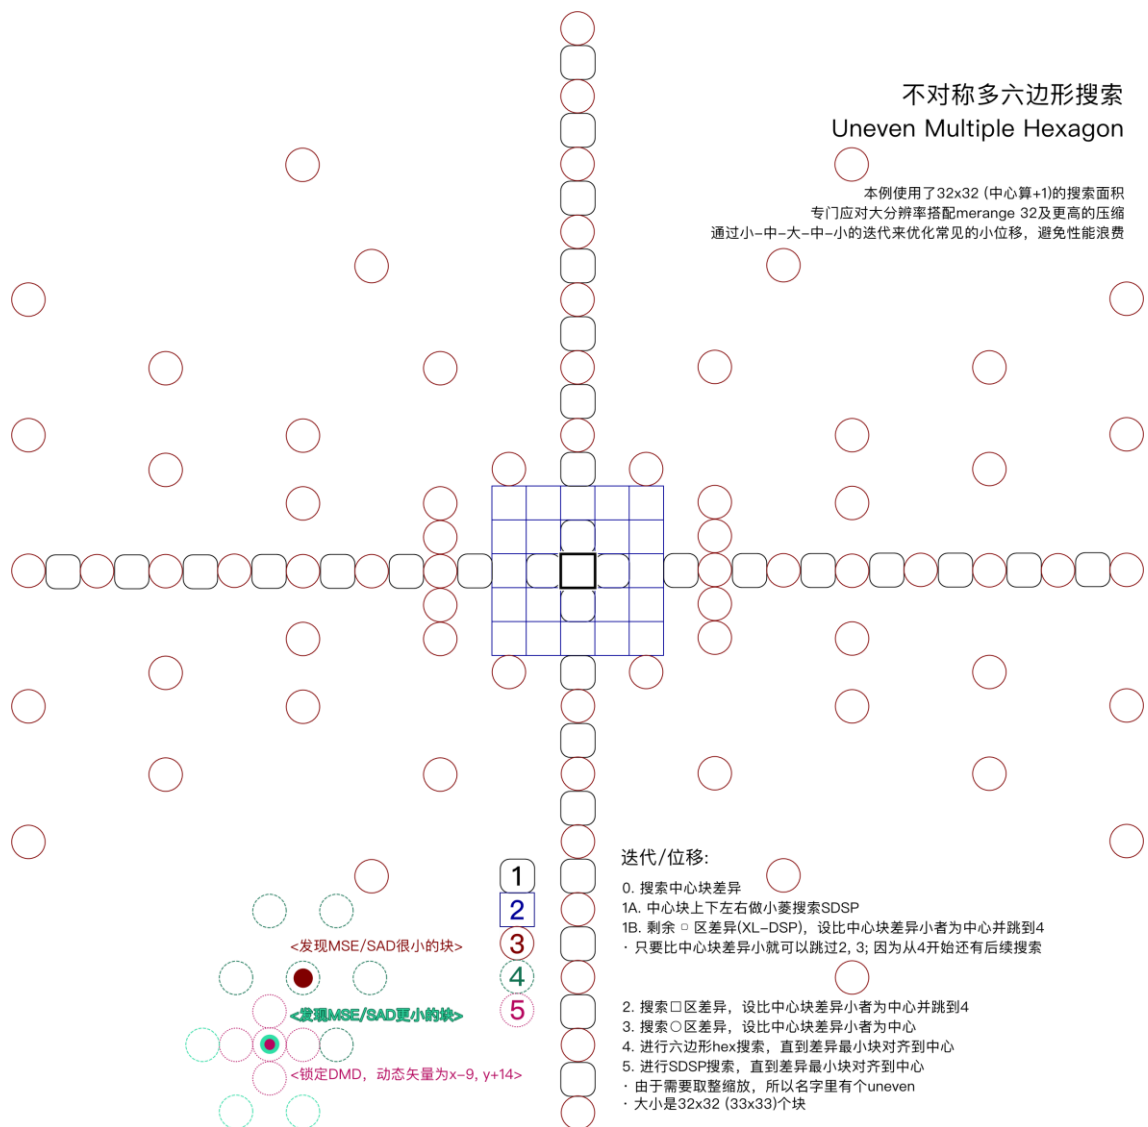 不对称多六边形搜索
Uneven Multiple Hexagon
本例使用了32x32 (中心算+1)的搜索面积
专门应对大分辨率搭配merange 32及更高的压缩
通过小-中-大-中-小的迭代来优化常见的小位移，避免性能浪费
1
2
3
4
5
<发现MSE/SAD很小的块>
<发现MSE/SAD更小的块>
<锁定DMD，动态矢量为x-9, y+14>
迭代/位移:
0. 搜索中心块差异
1A. 中心块上下左右做小菱搜索SDSP
1B. 剩余 □ 区差异(XL-DSP)，设比中心块差异小者为中心并跳到4
· 只要比中心块差异小就可以跳过2, 3; 因为从4开始还有后续搜索
2. 搜索□区差异，设比中心块差异小者为中心并跳到4
3. 搜索○区差异，设比中心块差异小者为中心
4. 进行六边形hex搜索，直到差异最小块对齐到中心
5. 进行SDSP搜索，直到差异最小块对齐到中心
· 由于需要取整缩放，所以名字里有个uneven
· 大小是32x32 (33x33)个块